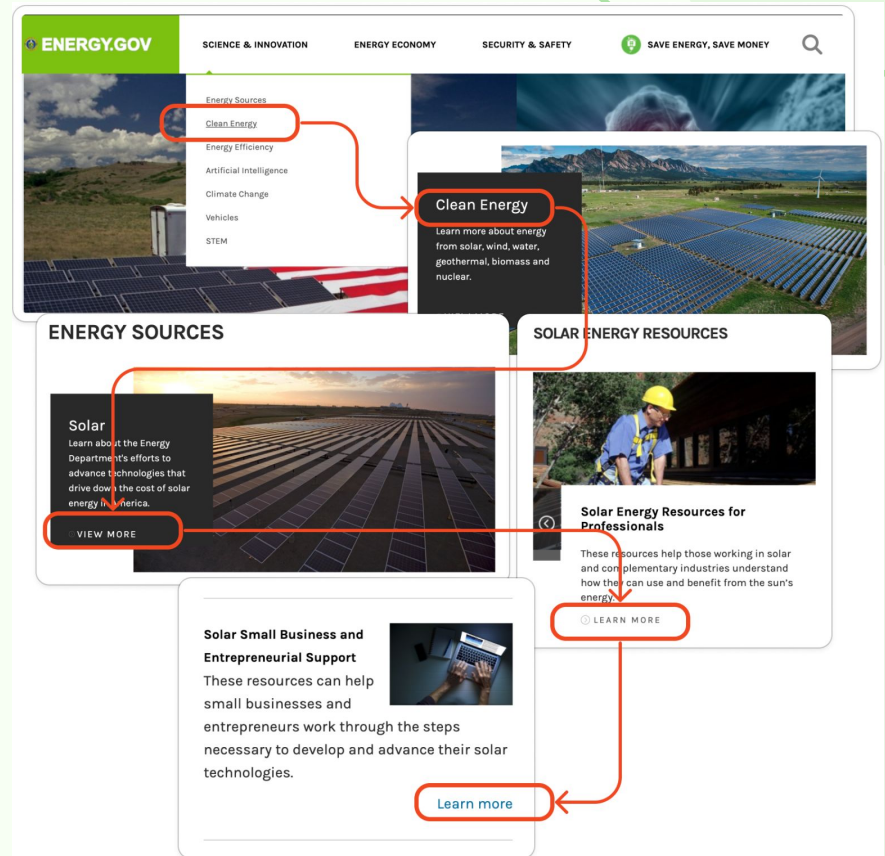 ENERGY.GOV
SCIENCE & INNOVATION
ENERGY ECONOMY
SECURITY & SAFETY
SAVE ENERGY, SAVE MONEY
Energy Sources
Clean Energy
Energy Efficiency
Artificial Intelligence
Climate Change
Vehicles
STEM
Clean Energy
Learn more about energy
from solar, wind, water,
geothermal, biomass and
nuclear.
ENERGY SOURCES
Solar
Learn about the Energy
Department's efforts to
advance technologies that
drive down the cost of solar
energy in America.
VIEW MORE
SOLAR ENERGY RESOURCES
Solar Energy Resources for
Professionals
These resources help those working in solar
and complementary industries understand
how they can use and benefit from the sun's
energy.
LEARN MORE
Solar Small Business and
Entrepreneurial Support
These resources can help
small businesses and
entrepreneurs work through the steps
necessary to develop and advance their solar
technologies.
Learn more